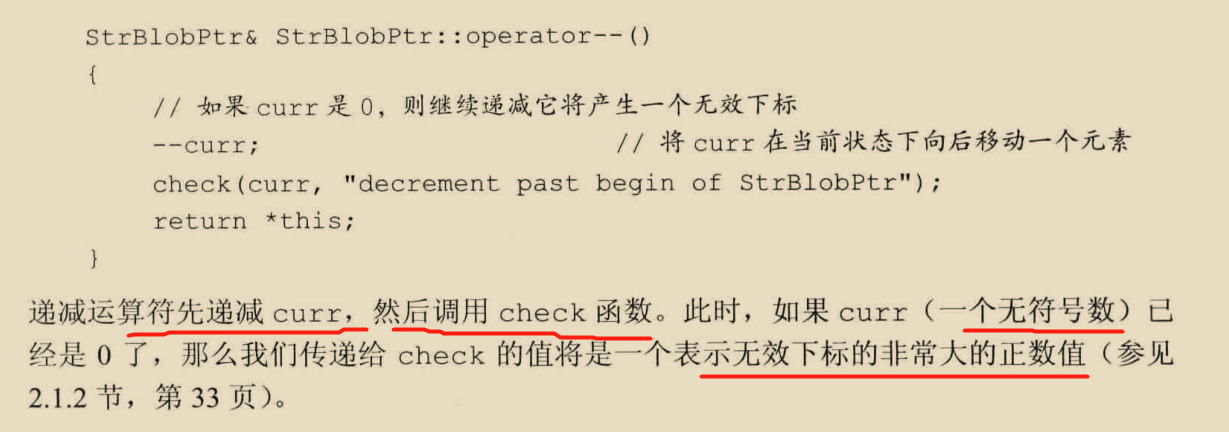 StrBlobPtr& StrBlobPtr::operator--()
{
// 如果 curr 是 0，则继续递减它将产生一个无效下标
--curr; // 将 curr 在当前状态下向后移动一个元素
check(curr, "decrement past begin of StrBlobPtr");
return *this;
}
递减运算符先递减 curr，然后调用 check 函数。此时，如果 curr（一个无符号数）已
经是 0 了，那么我们传递给 check 的值将是一个表示无效下标的非常大的正数值（参见
2.1.2 节，第 33 页）。